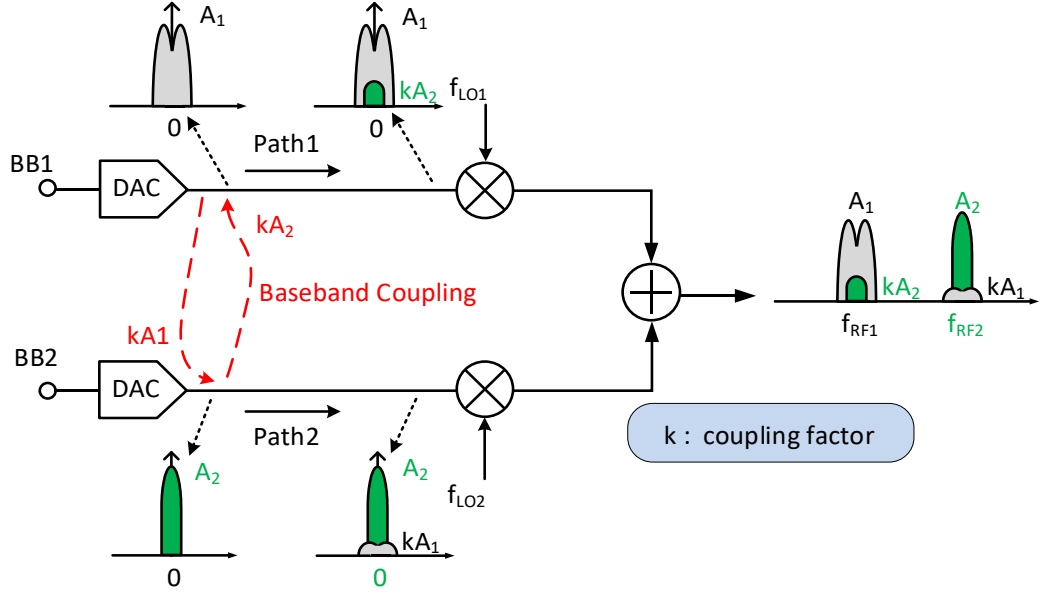 A1
A1
kA2
fLO1
0
0
BB1
DAC
Path1
kA2
Baseband Coupling
kA1
A1
A2
kA2
kA1
fRF1
fRF2
BB2
DAC
Path2
k : coupling factor
A2
A2
fLO2
kA1
0
0